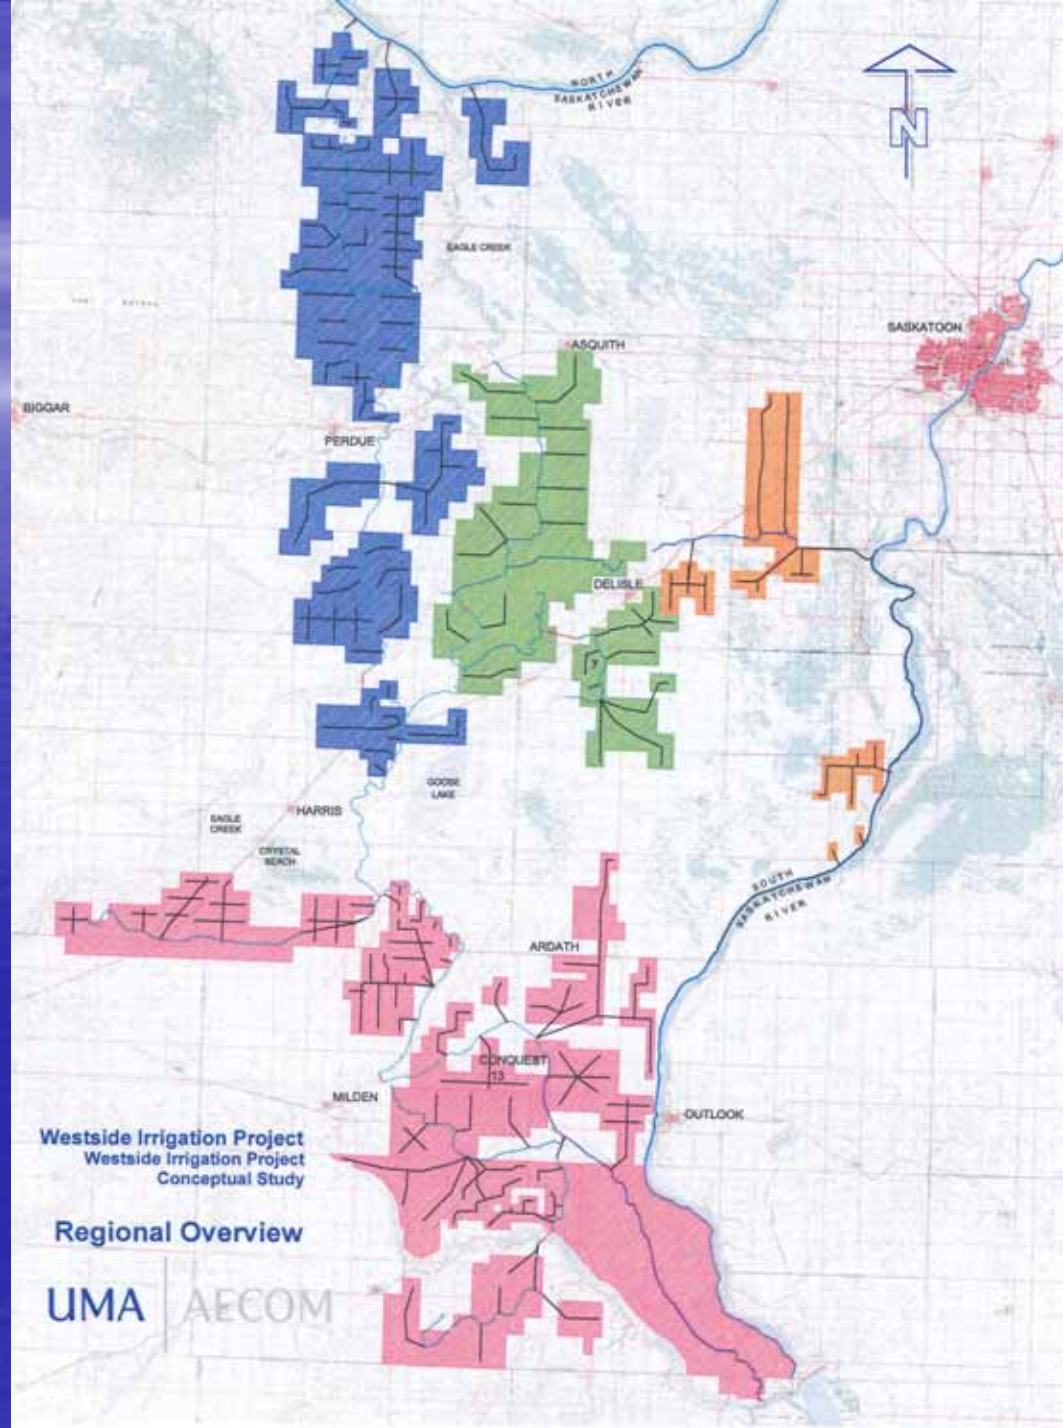 NORTH
SASKATCHEWAN
RIVER
N
EAGLE CREEK
SASKATOON
ASQUITH
BIGGAR
PERDUE
DELISLE
GOOSE
LAKE
HARRIS
EAGLE
CREEK
CRYSTAL
BEACH
SOUTH
SASKATCHEWAN
RIVER
ARDATH
CONQUEST
13
MILDEN
OUTLOOK
Westside Irrigation Project
Westside Irrigation Project
Conceptual Study
Regional Overview
UMA | AECOM